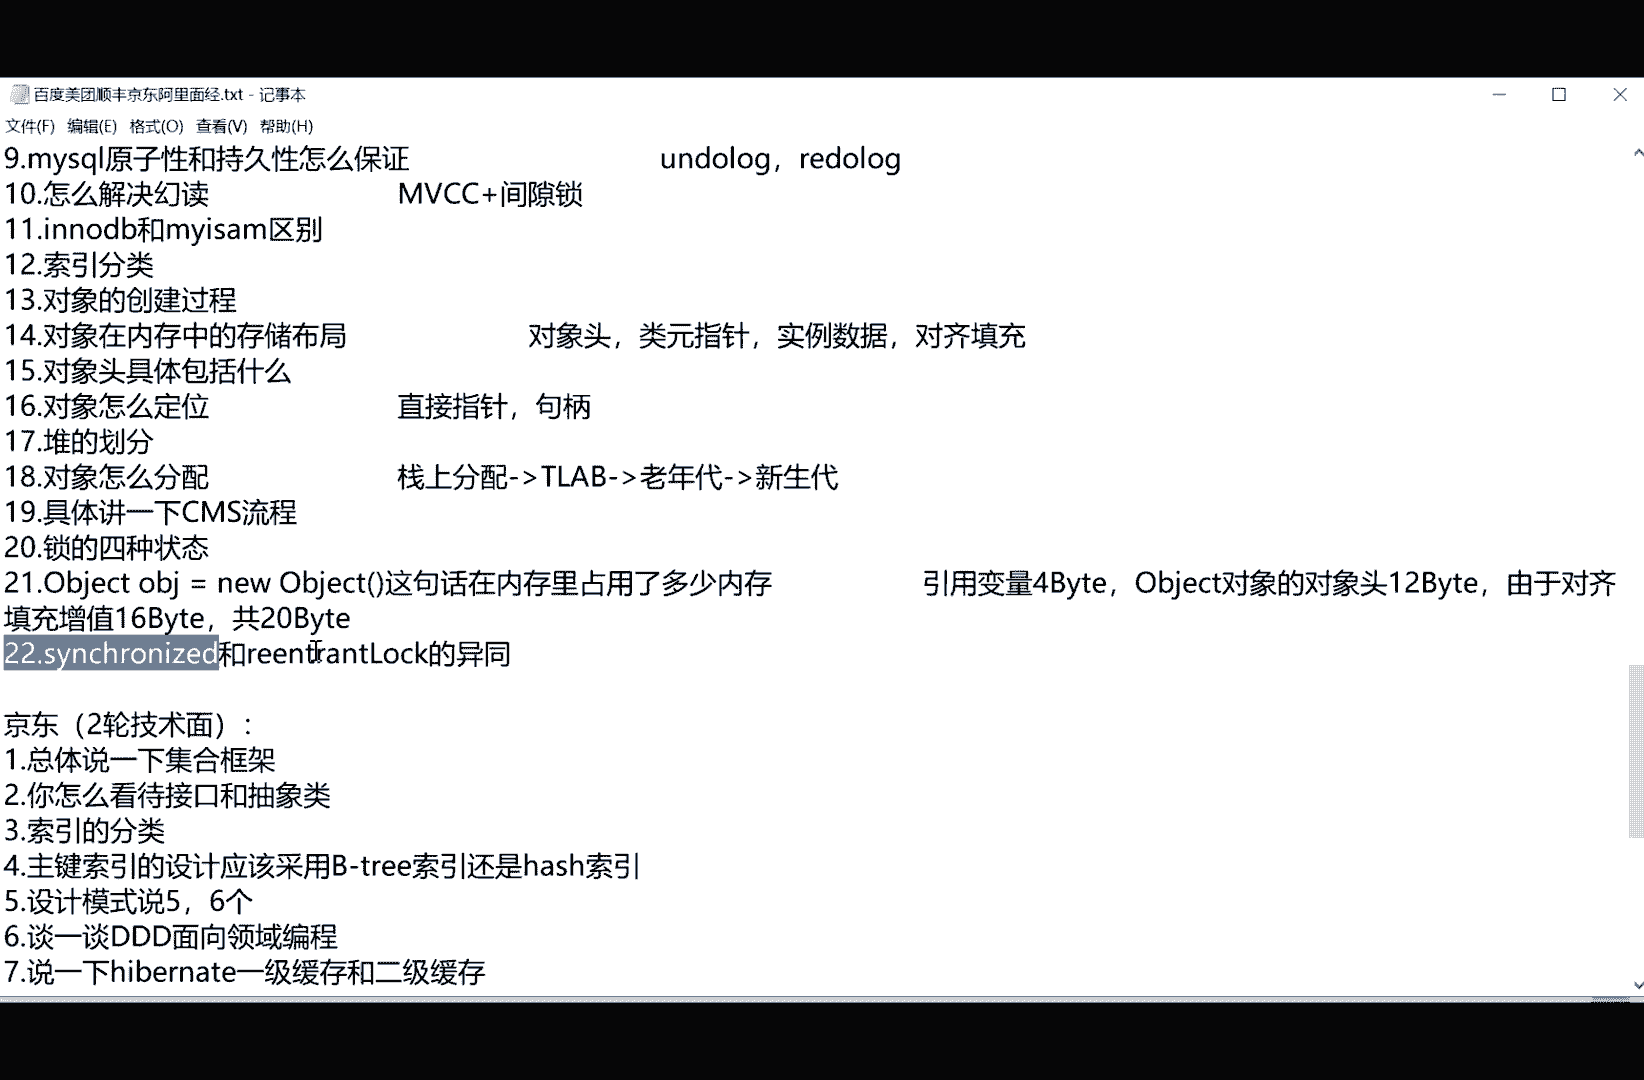 百度美团顺丰京东阿里面经.txt - 记事本
文件(F) 编辑(E) 格式(O) 查看(V) 帮助(H)
9.mysql原子性和持久性怎么保证 undolog，redolog
10.怎么解决幻读 MVCC+间隙锁
11.innodb和myisam区别
12.索引分类
13.对象的创建过程
14.对象在内存中的存储布局 对象头，类元指针，实例数据，对齐填充
15.对象头具体包括什么
16.对象怎么定位 直接指针，句柄
17.堆的划分
18.对象怎么分配 栈上分配->TLAB->老年代->新生代
19.具体讲一下CMS流程
20.锁的四种状态
21.Object obj = new Object()这句话在内存里占用了多少内存 引用变量4Byte，Object对象的对象头12Byte，由于对齐
填充增值16Byte，共20Byte
22.synchronized和reentrantLock的异同
京东（2轮技术面）：
1.总体说一下集合框架
2.你怎么看待接口和抽象类
3.索引的分类
4.主键索引的设计应该采用B-tree索引还是hash索引
5.设计模式说5，6个
6.谈一谈DDD面向领域编程
7.说一下hibernate一级缓存和二级缓存